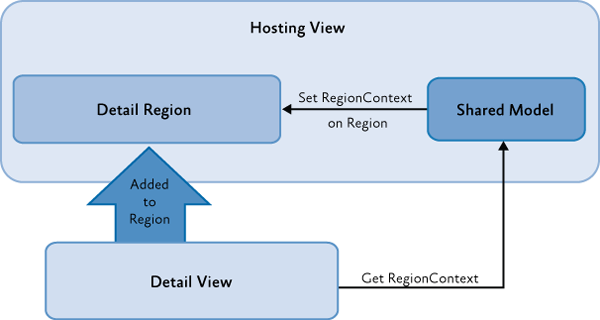 Hosting View
Detail Region
Set RegionContext
on Region
Shared Model
Added
to
Region
Detail View
Get RegionContext